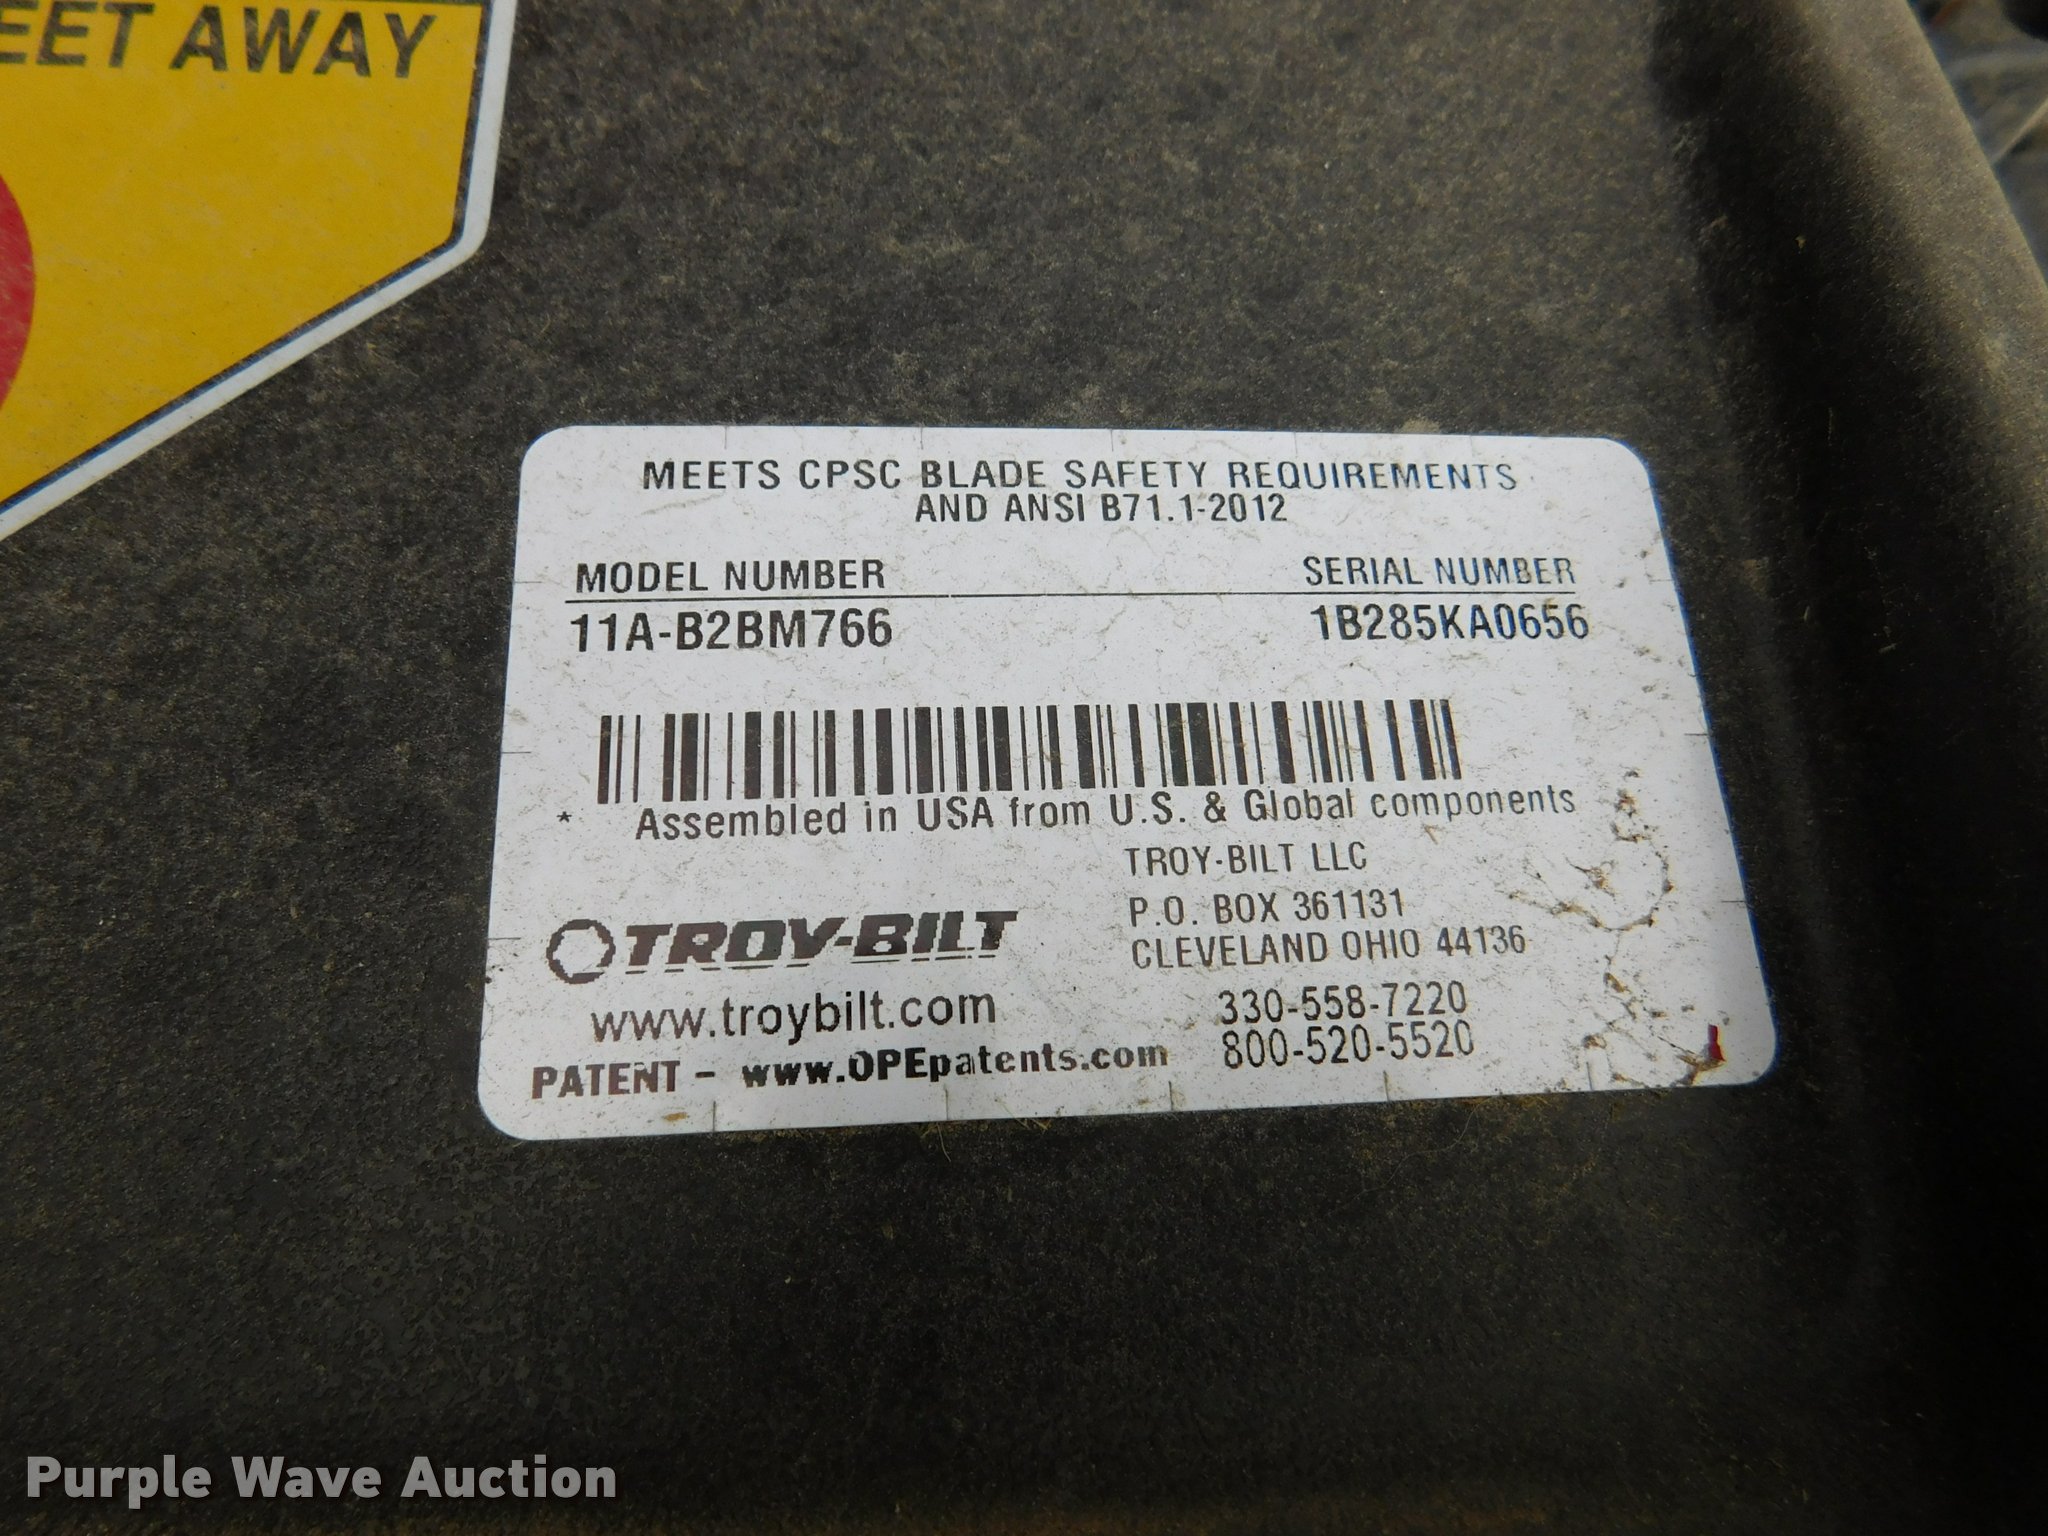 EET AWAY
MEETS CPSC BLADE SAFETY REQUIREMENTS
AND ANSI B71.1-2012
MODEL NUMBER SERIAL NUMBER
11A-B2BM766 1B285KA0656
* Assembled in USA from U.S. & Global components
TROY-BILT LLC
P.O. BOX 361131
CLEVELAND OHIO 44136
TROY-BILT
www.troybilt.com
330-558-7220
800-520-5520
PATENT - www.OPEpatents.com
Purple Wave Auction